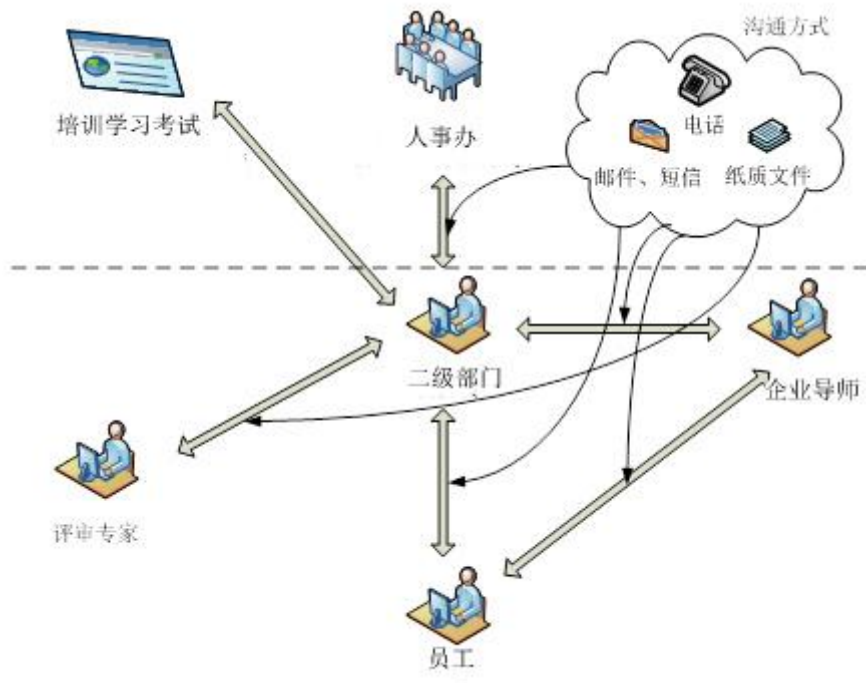 沟通方式
电话
邮件、短信
纸质文件
培训学习考试
人事办
二级部门
企业导师
评审专家
员工